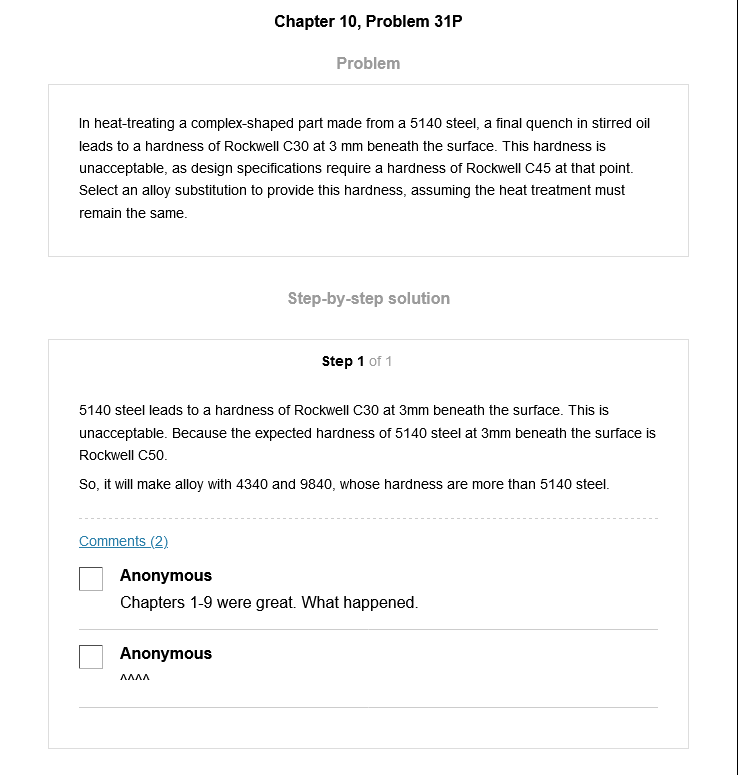 Chapter 10, Problem 31P
Problem
In heat-treating a complex-shaped part made from a 5140 steel, a final quench in stirred oil
leads to a hardness of Rockwell C30 at 3 mm beneath the surface. This hardness is
unacceptable, as design specifications require a hardness of Rockwell C45 at that point.
Select an alloy substitution to provide this hardness, assuming the heat treatment must
remain the same.
Step-by-step solution
Step 1 of 1
5140 steel leads to a hardness of Rockwell C30 at 3mm beneath the surface. This is
unacceptable. Because the expected hardness of 5140 steel at 3mm beneath the surface is
Rockwell C50.
So, it will make alloy with 4340 and 9840, whose hardness are more than 5140 steel.
Comments (2)
Anonymous
Chapters 1-9 were great. What happened.
Anonymous
^^^^